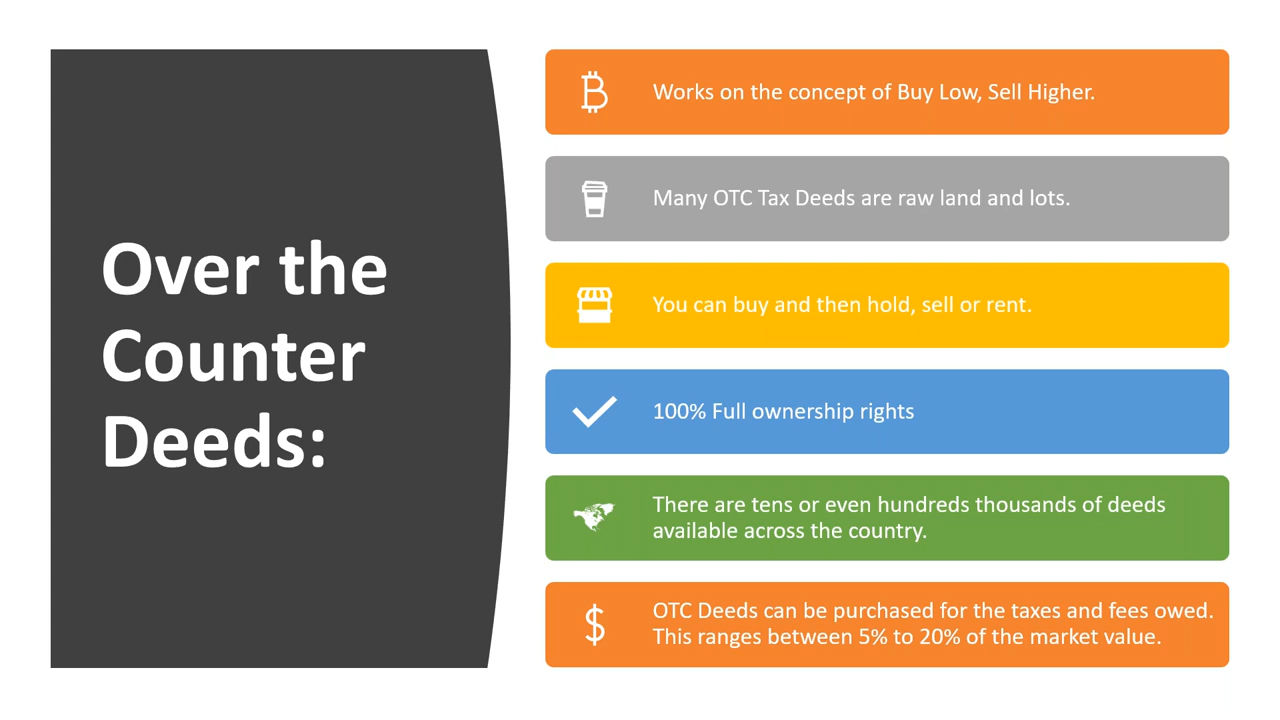 Over the
Counter
Deeds:
Works on the concept of Buy Low, Sell Higher.
Many OTC Tax Deeds are raw land and lots.
You can buy and then hold, sell or rent.
100% Full ownership rights
There are tens or even hundreds thousands of deeds
available across the country.
OTC Deeds can be purchased for the taxes and fees owed.
This ranges between 5% to 20% of the market value.